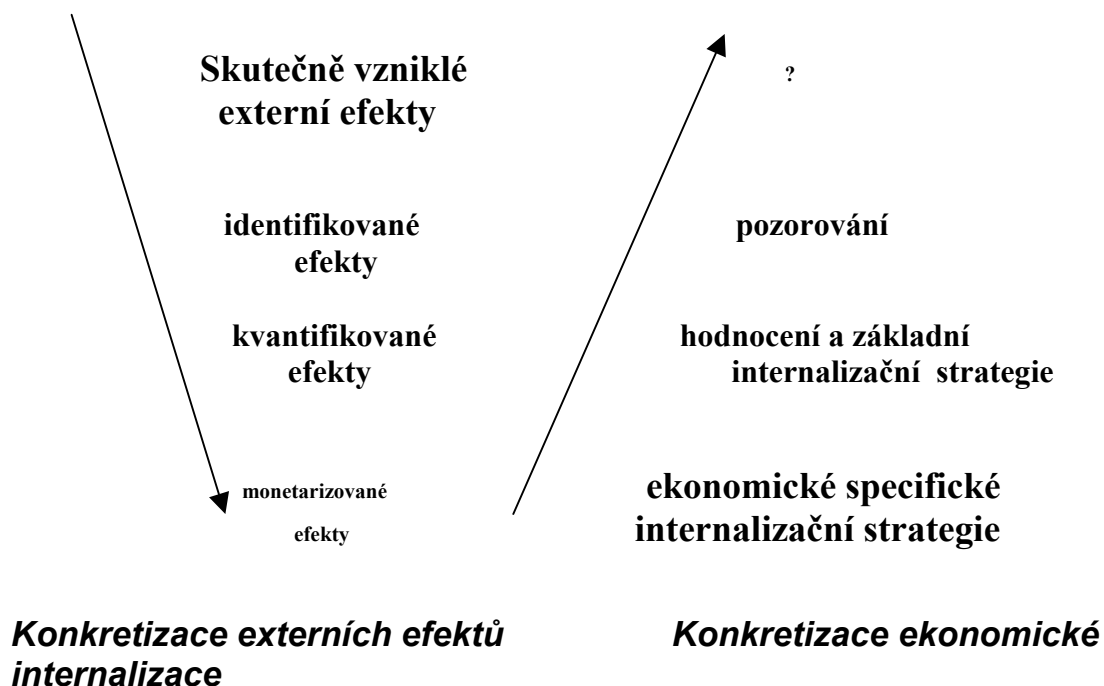 Skutečně vzniklé
externí efekty
?
identifikované
efekty
pozorování
kvantifikované
efekty
hodnocení a základní
internalizační strategie
monetarizované
efekty
ekonomické specifické
internalizační strategie
Konkretizace externích efektů Konkretizace ekonomické
internalizace